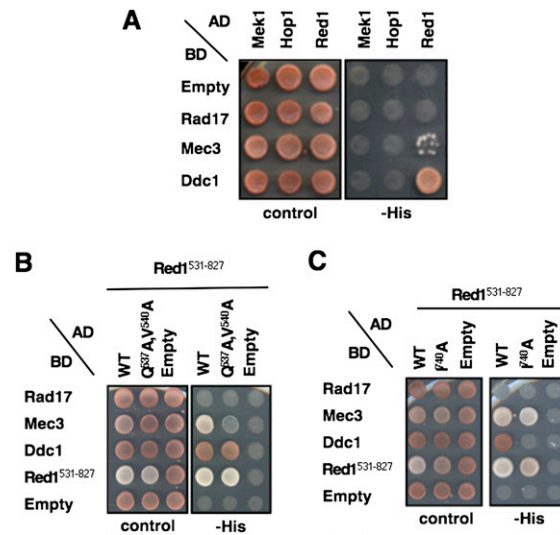 A
AD
BD
Mek1
Hop1
Red1
Mek1
Hop1
Red1
Empty
Rad17
Mec3
Ddc1
control
-His
B
Red1531-827
AD
BD
WT
Q537A,V540A
Empty
WT
Q537A,V540A
Empty
Rad17
Mec3
Ddc1
Red1531-827
Empty
control
-His
C
Red1531-827
AD
BD
WT
I740A
Empty
WT
I740A
Empty
Rad17
Mec3
Ddc1
Red1531-827
Empty
control
-His